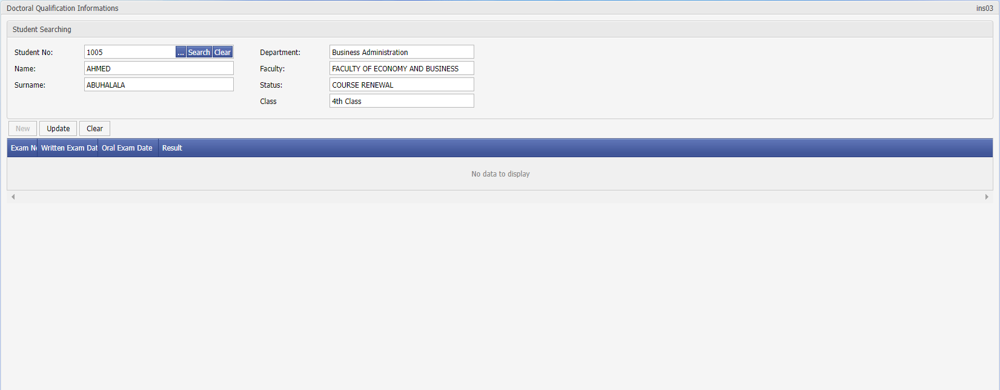 Doctoral Qualification Informations
ins03
Student Searching
Student No: 1005 ... Search Clear
Department: Business Administration
Name: AHMED
Faculty: FACULTY OF ECONOMY AND BUSINESS
Surname: ABUHALALA
Status: COURSE RENEWAL
Class 4th Class
New Update Clear
Exam No Written Exam Dat Oral Exam Date Result
No data to display